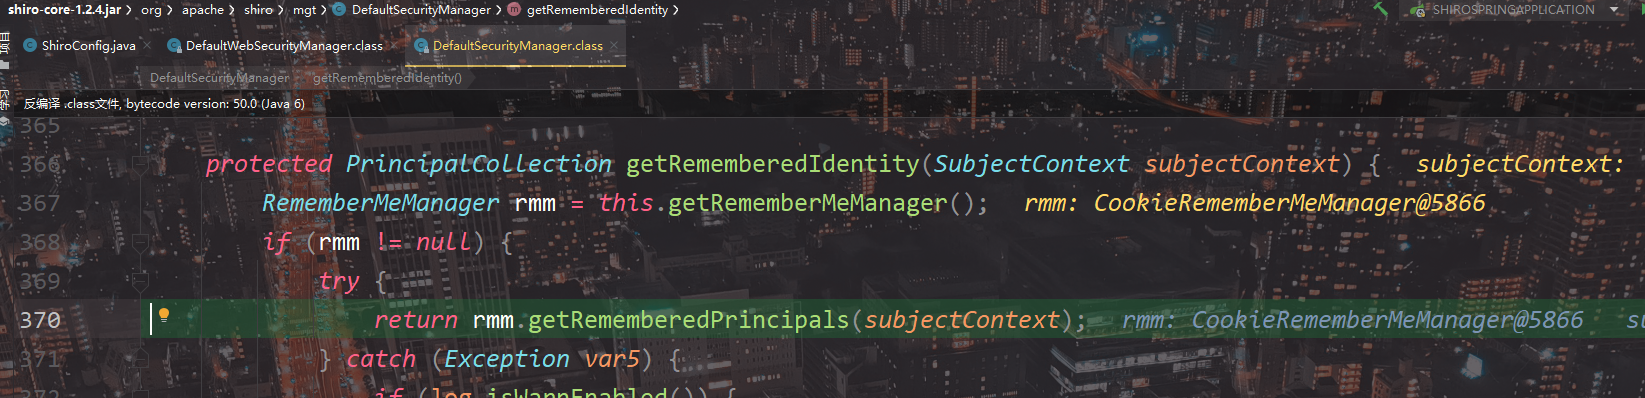 shiro-core-1.2.4.jar › org › apache › shiro › mgt › DefaultSecurityManager › getRememberedIdentity ›
SHIROSPRINGAPPLICATION
ShiroConfig.java × DefaultWebSecurityManager.class × DefaultSecurityManager.class ×
DefaultSecurityManager › getRememberedIdentity()
反编译 .class文件, bytecode version: 50.0 (Java 6)
365
366 protected PrincipalCollection getRememberedIdentity(SubjectContext subjectContext) { subjectContext:
367 RememberMeManager rmm = this.getRememberMeManager(); rmm: CookieRememberMeManager@5866
368 if (rmm != null) {
369 try {
370 return rmm.getRememberedPrincipals(subjectContext); rmm: CookieRememberMeManager@5866 su
371 } catch (Exception var5) {
372 if (log.isWarnEnabled()) {